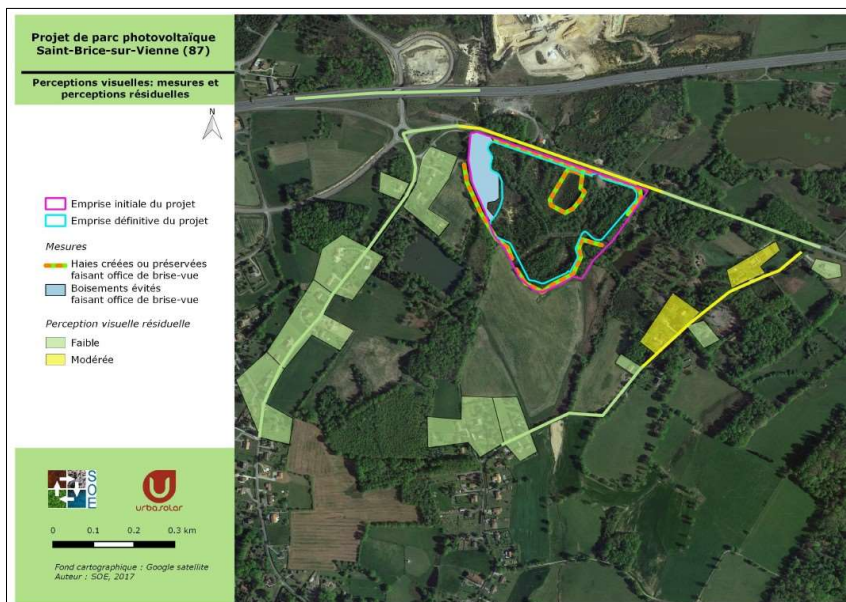 Projet de parc photovoltaïque
Saint-Brice-sur-Vienne (87)
Perceptions visuelles: mesures et
perceptions résiduelles
N
Emprise initiale du projet
Emprise définitive du projet
Mesures
Haies créées ou préservées
faisant office de brise-vue
Boisements évités
faisant office de brise-vue
Perception visuelle résiduelle
Faible
Modérée
SOE
urbasolar
0 0.1 0.2 0.3 km
Fond cartographique : Google satellite
Auteur : SOE, 2017